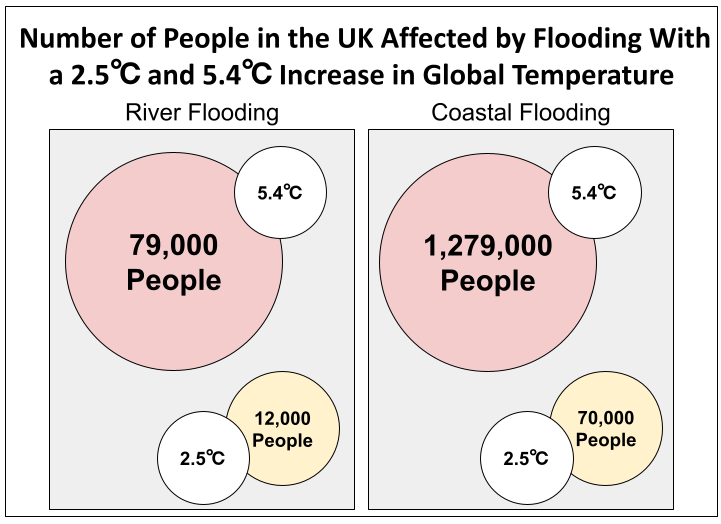 Number of People in the UK Affected by Flooding With
a 2.5℃ and 5.4℃ Increase in Global Temperature
River Flooding
5.4℃
79,000
People
12,000
People
2.5℃
Coastal Flooding
5.4℃
1,279,000
People
70,000
People
2.5℃